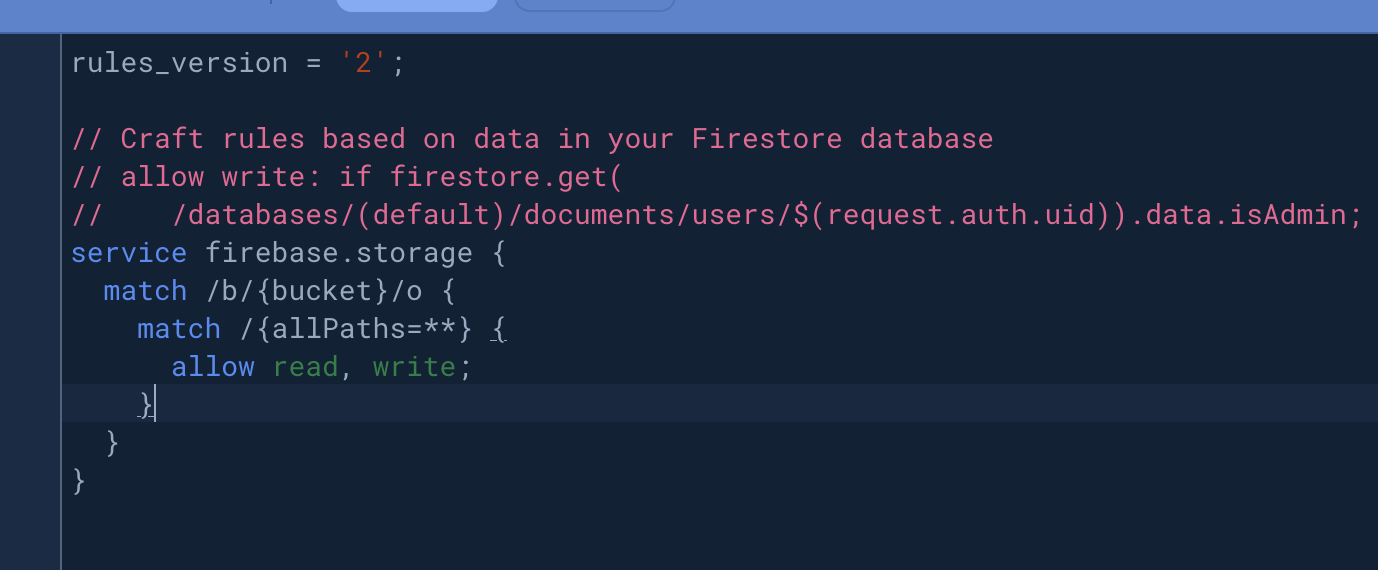 rules_version = '2';

// Craft rules based on data in your Firestore database
// allow write: if firestore.get(
//    /databases/(default)/documents/users/$(request.auth.uid)).data.isAdmin;
service firebase.storage {
  match /b/{bucket}/o {
    match /{allPaths=**} {
      allow read, write;
    }
  }
}